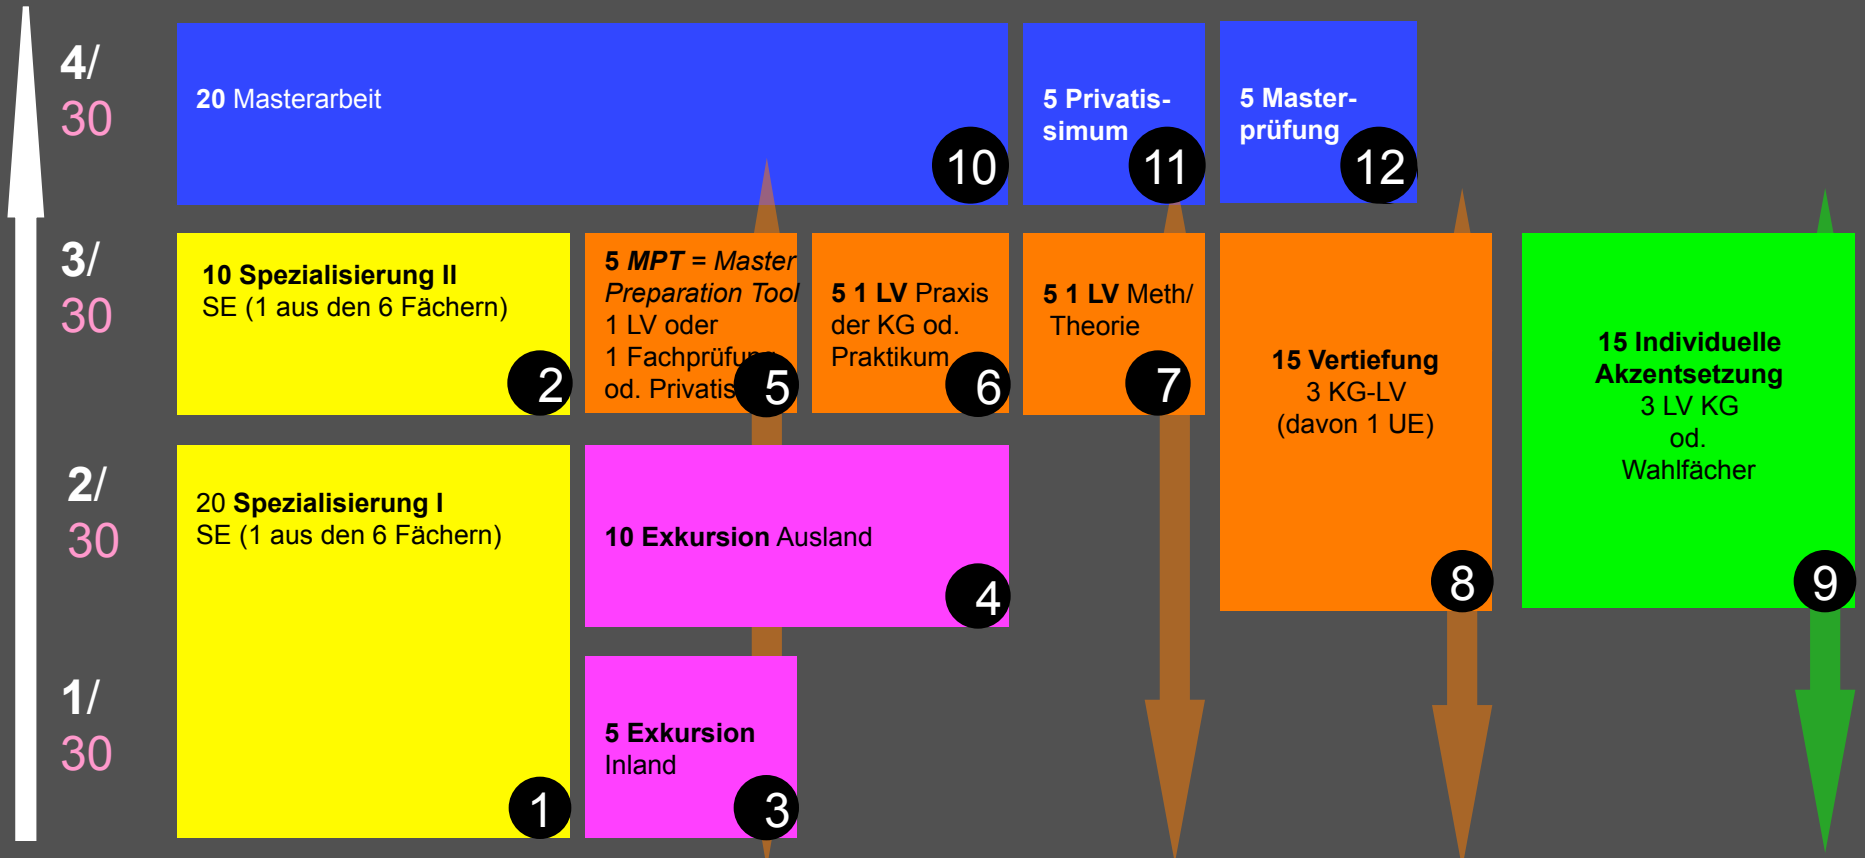 4/
30
20 Masterarbeit
10
5 Privatis-
simum
11
5 Master-
prüfung
12
3/
30
10 Spezialisierung II
SE (1 aus den 6 Fächern)
2
5 MPT = Master
Preparation Tool
1 LV oder
1 Fachprüfung
od. Privatis
5
5 1 LV Praxis
der KG od.
Praktikum
6
5 1 LV Meth/
Theorie
7
15 Vertiefung
3 KG-LV
(davon 1 UE)
8
15 Individuelle
Akzentsetzung
3 LV KG
od.
Wahlfächer
9
2/
30
20 Spezialisierung I
SE (1 aus den 6 Fächern)
1
10 Exkursion Ausland
4
1/
30
5 Exkursion
Inland
3